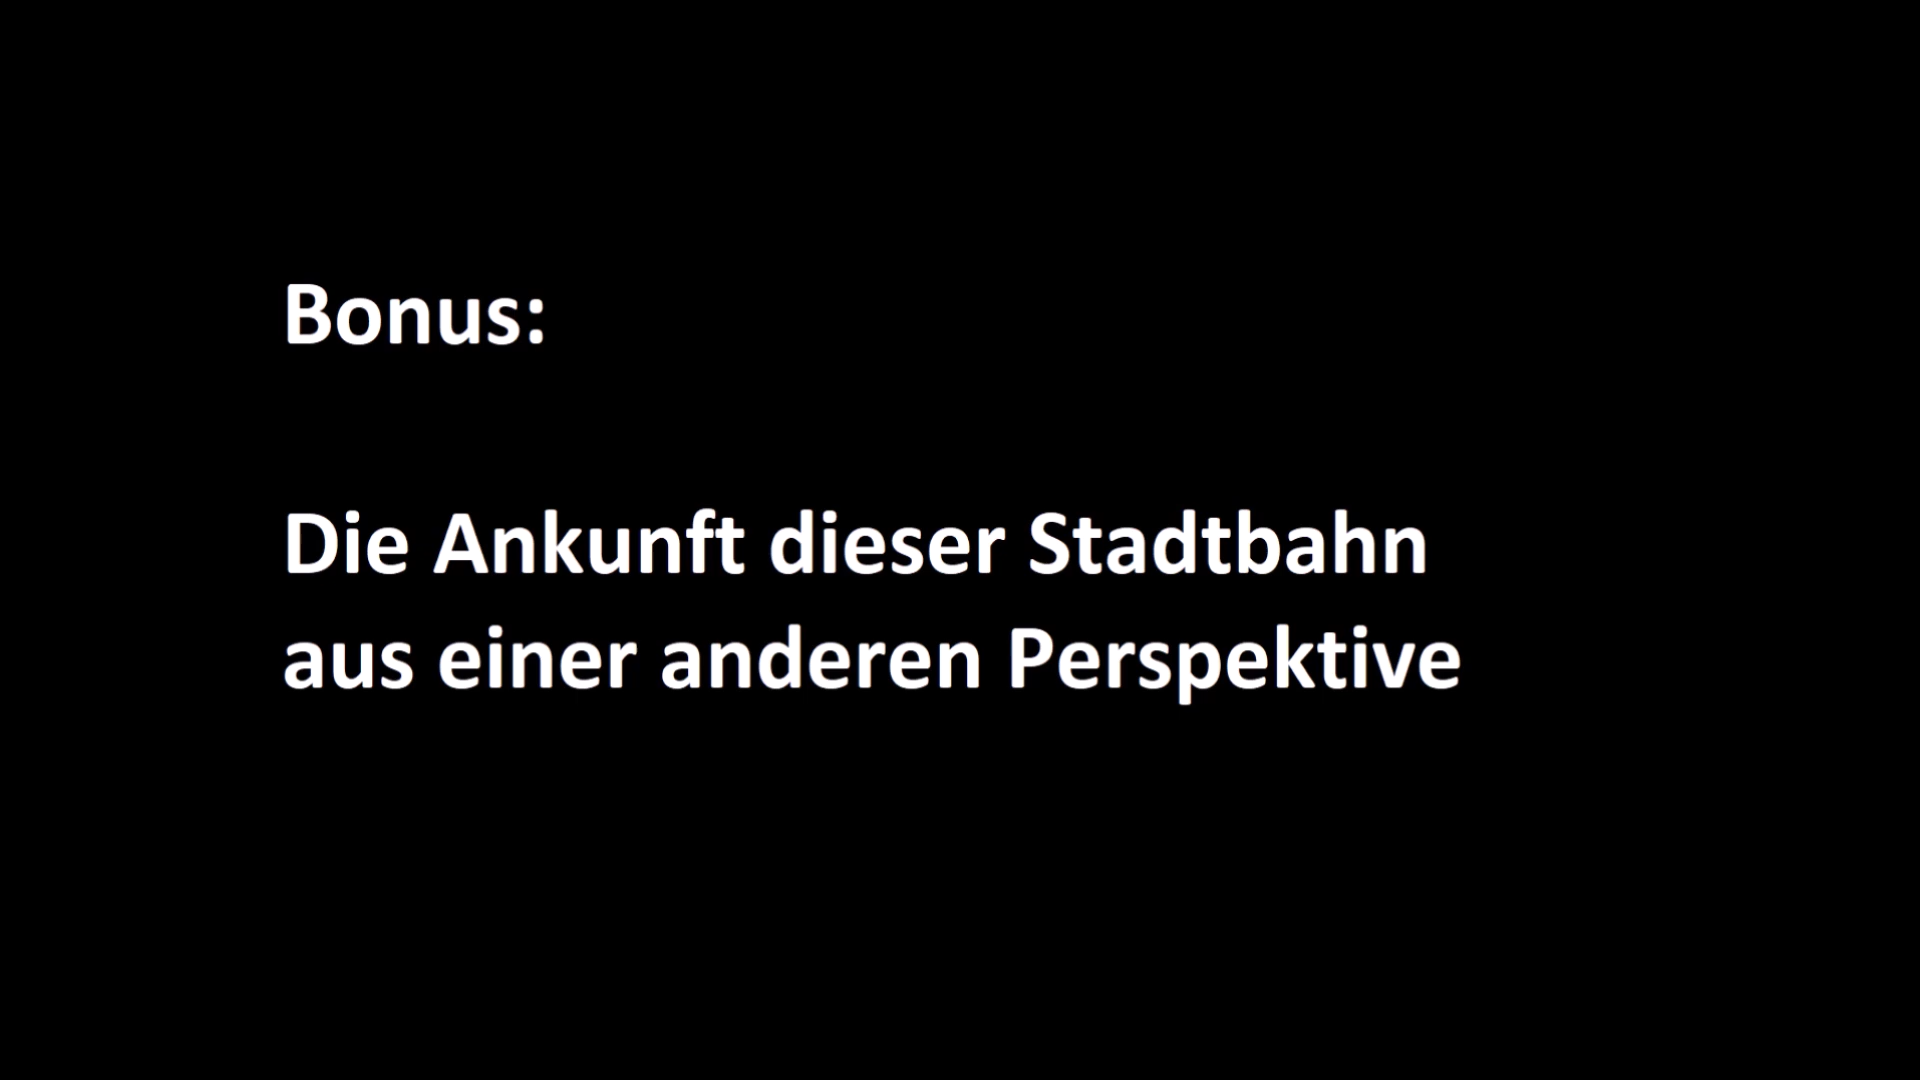 Bonus:
Die Ankunft dieser Stadtbahn
aus einer anderen Perspektive